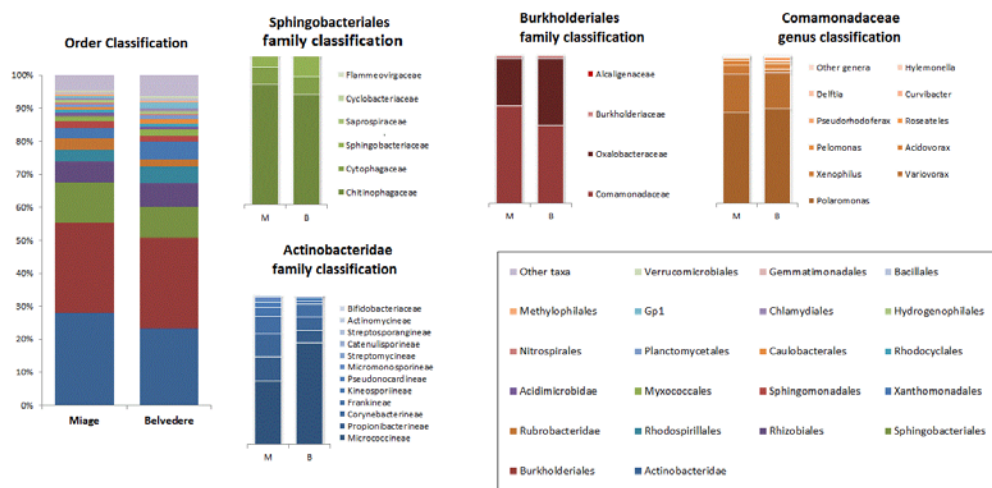 Order Classification
100%
90%
80%
70%
60%
50%
40%
30%
20%
10%
0%
Miage
Belvedere
Sphingobacteriales
family classification
Flammeovirgaceae
Cyclobacteriaceae
Saprospiraceae
Sphingobacteriaceae
Cytophagaceae
Chitinophagaceae
M
B
Burkholderiales
family classification
Alcaligenaceae
Burkholderiaceae
Oxalobacteraceae
Comamonadaceae
M
B
Comamonadaceae
genus classification
Other genera
Hylemonella
Delftia
Curvibacter
Pseudorhodoferax
Roseateles
Pelomonas
Acidovorax
Xenophilus
Variovorax
Polaromonas
M
B
Actinobacteridae
family classification
Bifidobacteriaceae
Actinomycineae
Streptosporangineae
Catenulisporineae
Streptomycineae
Micromonosporineae
Pseudonocardineae
Kineosporiineae
Frankineae
Corynebacterineae
Propionibacterineae
Micrococcineae
M
B
Other taxa
Verrucomicrobiales
Gemmatimonadales
Bacillales
Methylophilales
Gp1
Chlamydiales
Hydrogenophilales
Nitrospirales
Planctomycetales
Caulobacterales
Rhodocyclales
Acidimicrobidae
Myxococcales
Sphingomonadales
Xanthomonadales
Rubrobacteridae
Rhodospirillales
Rhizobiales
Sphingobacteriales
Burkholderiales
Actinobacteridae